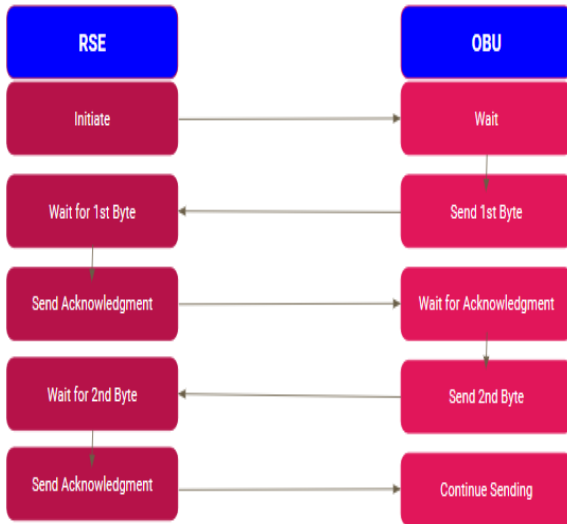 RSE OBU
Initiate Wait
Wait for 1st Byte Send 1st Byte
Send Acknowledgment Wait for Acknowledgment
Wait for 2nd Byte Send 2nd Byte
Send Acknowledgment Continue Sending